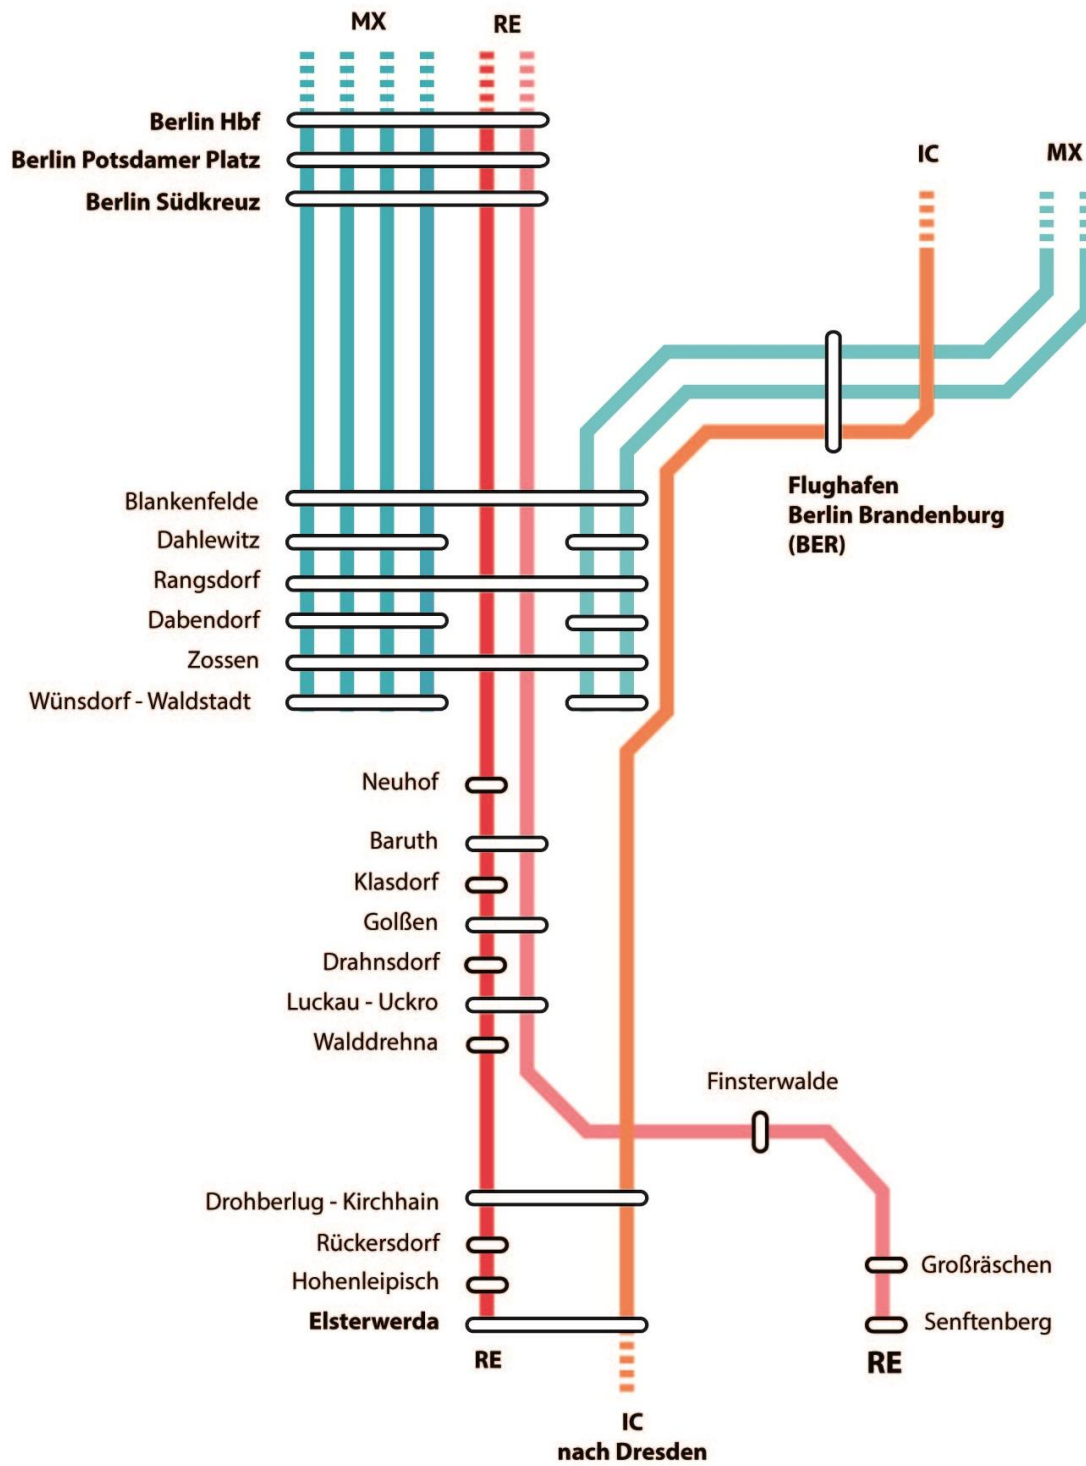 MX
RE
Berlin Hbf
Berlin Potsdamer Platz
Berlin Südkreuz
IC
MX
Flughafen
Berlin Brandenburg
(BER)
Blankenfelde
Dahlewitz
Rangsdorf
Dabendorf
Zossen
Wünsdorf - Waldstadt
Neuhof
Baruth
Klasdorf
Golßen
Drahnsdorf
Luckau - Uckro
Walddrehna
Finsterwalde
Drohberlug - Kirchhain
Rückersdorf
Hohenleipisch
Elsterwerda
Großräschen
Senftenberg
RE
RE
IC
nach Dresden